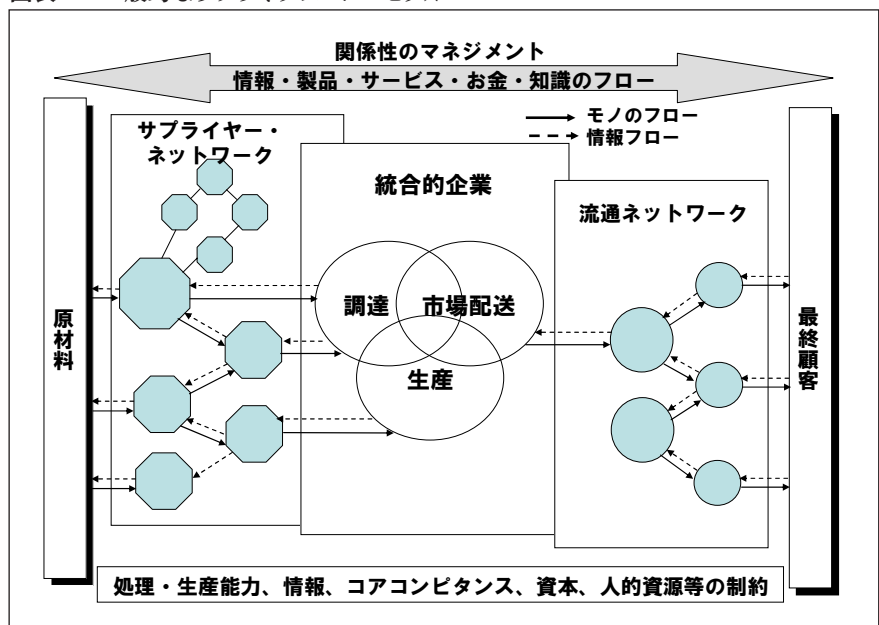 関係性のマネジメント
情報・製品・サービス・お金・知識のフロー
サプライヤー・
ネットワーク
モノのフロー
情報フロー
統合的企業
流通ネットワーク
原材料
調達
市場配送
生産
最終顧客
処理・生産能力、情報、コアコンピタンス、資本、人的資源等の制約